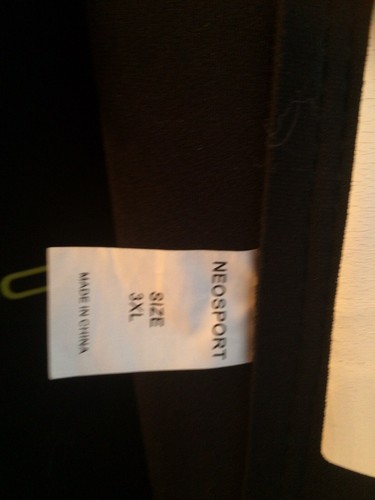 NEOSPORT
SIZE
3XL
MADE IN CHINA